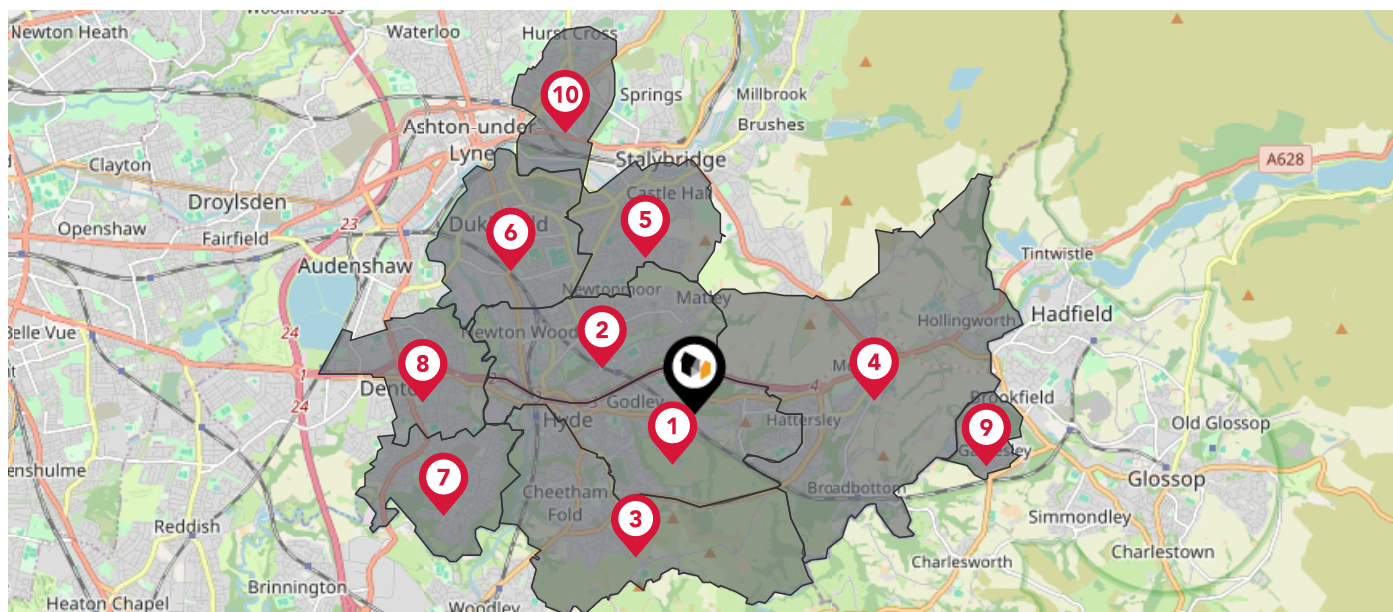 Newton Heath
Waterloo
Hurst Cross
10
Springs
Millbrook
Brushes
Ashton-under-
Lyne
Stalybridge
Clayton
A628
Castle Hall
Droylsden
Openshaw
23
Fairfield
6
5
Audenshaw
Tintwistle
Newtonmoor
Matley
24
2
Hollingworth
Hadfield
Belle Vue
8
4
4
1
24
Godley
Brookfield
Hyde
1
Hattersley
9
Old Glossop
7
Broadbottom
Glossop
Cheetham
Fold
3
Reddish
Simmondley
Charlestown
Charlesworth
Brinnington
Heaton Chapel
Woodley